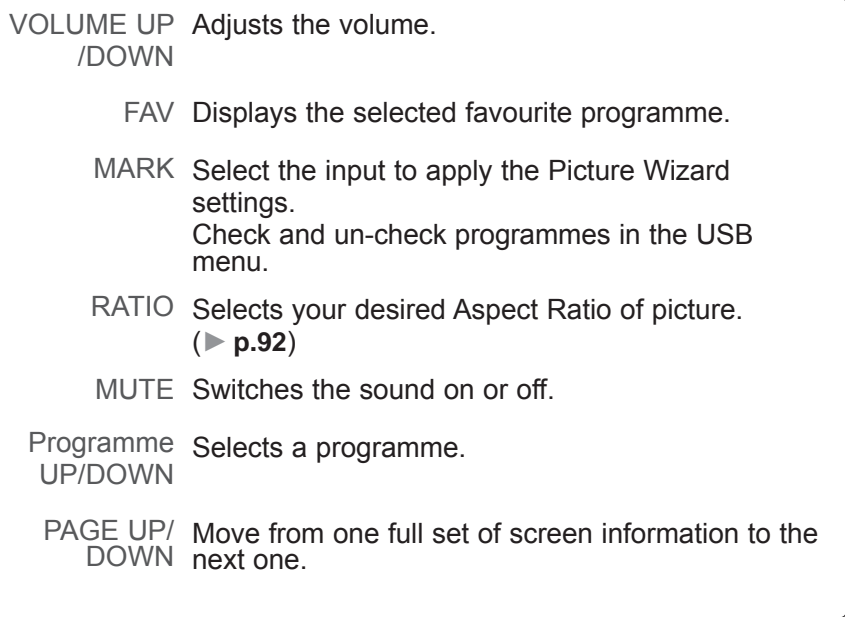 VOLUME UP Adjusts the volume.
/DOWN
FAV Displays the selected favourite programme.
MARK Select the input to apply the Picture Wizard
settings.
Check and un-check programmes in the USB
menu.
RATIO Selects your desired Aspect Ratio of picture.
(► p.92)
MUTE Switches the sound on or off.
Programme Selects a programme.
UP/DOWN
PAGE UP/ Move from one full set of screen information to the
DOWN next one.